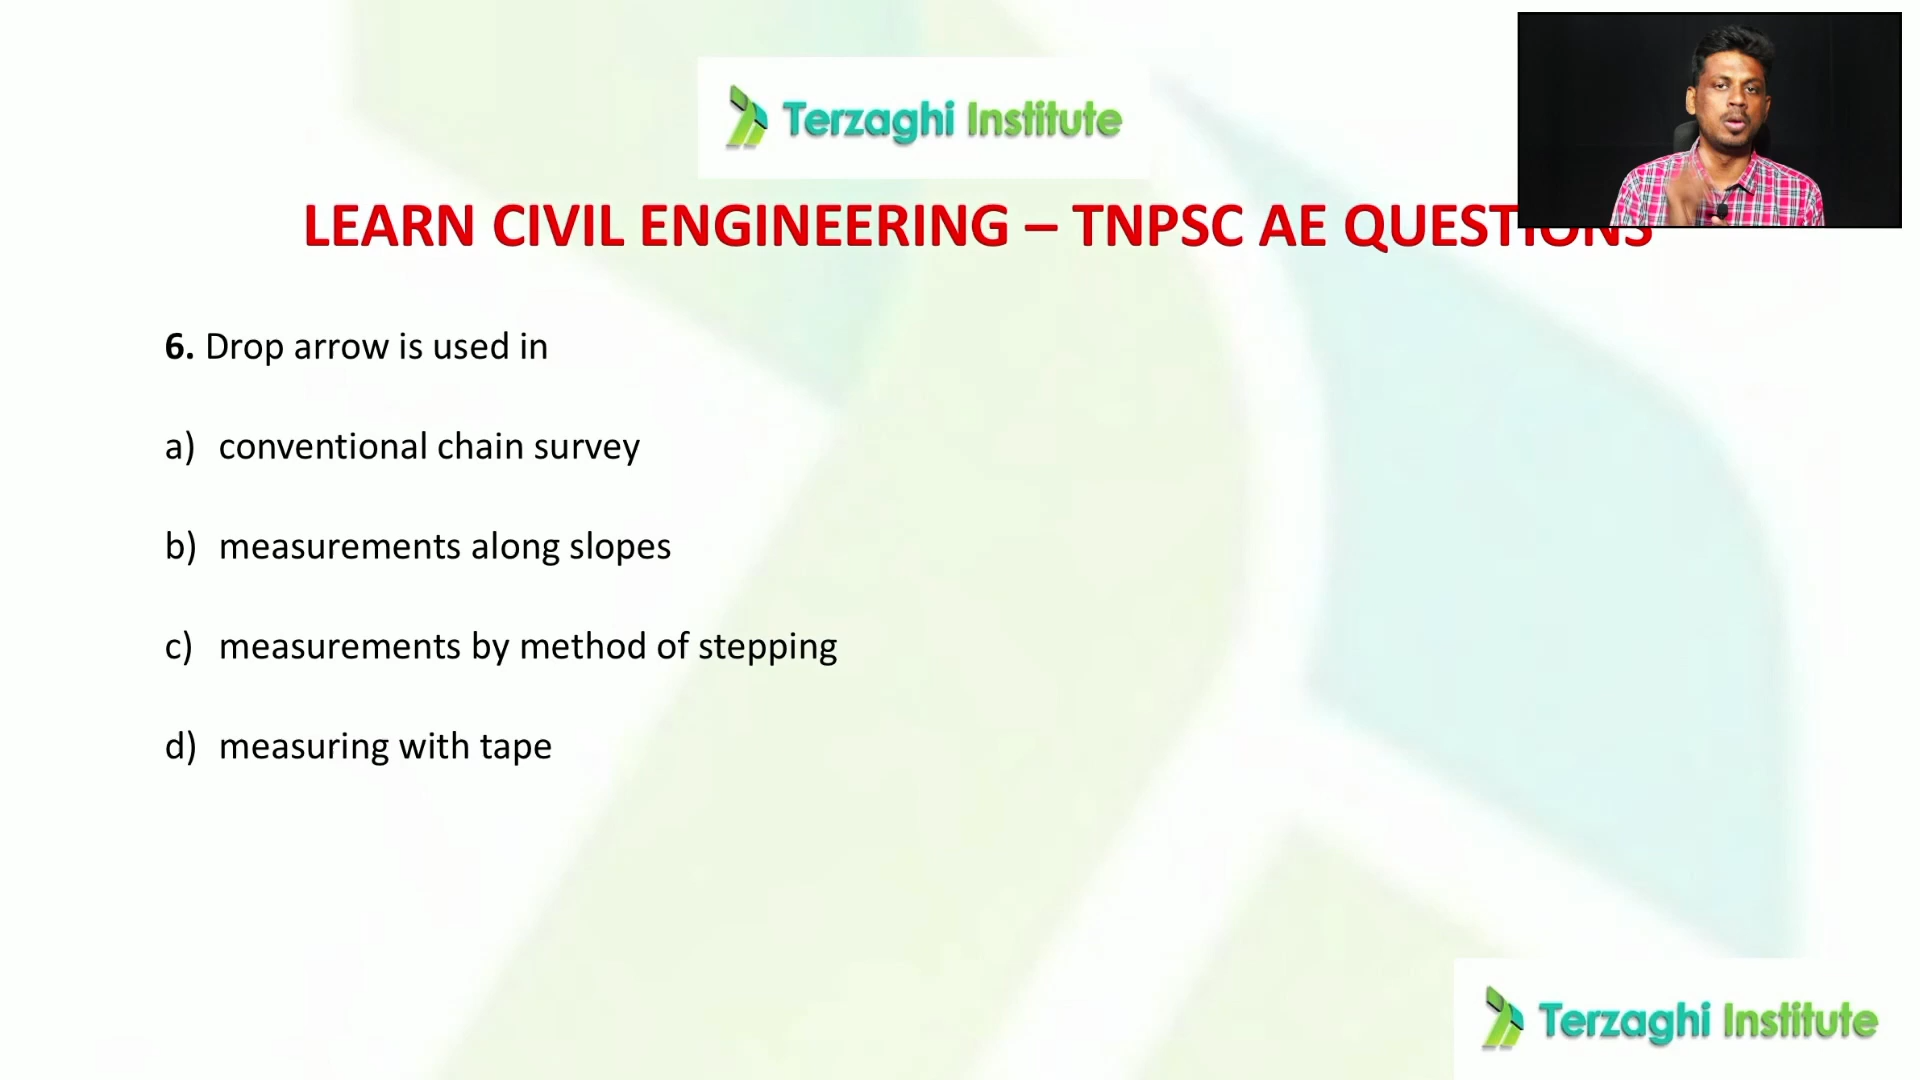 Terzaghi Institute
LEARN CIVIL ENGINEERING – TNPSC AE QUESTIONS
6. Drop arrow is used in
a) conventional chain survey
b) measurements along slopes
c) measurements by method of stepping
d) measuring with tape
Terzaghi Institute